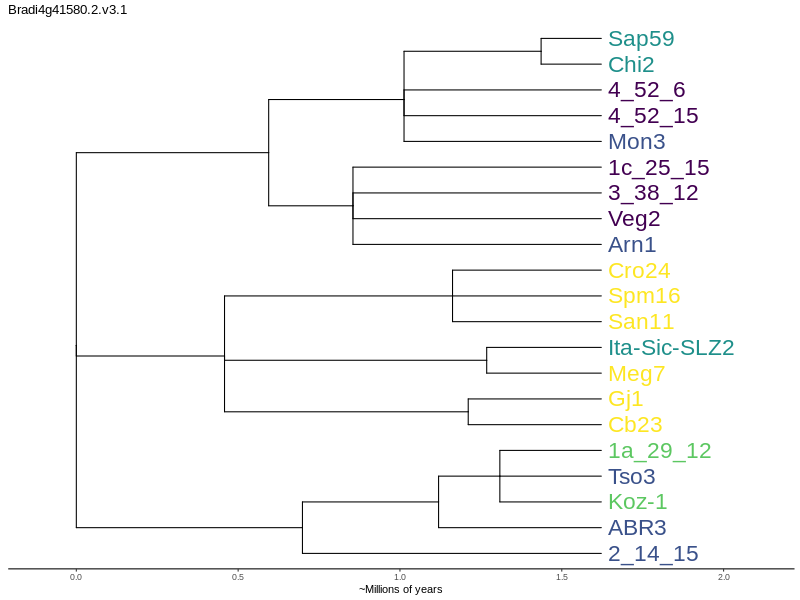 Bradi4g41580.2.v3.1
Sap59
Chi2
4_52_6
4_52_15
Mon3
1c_25_15
3_38_12
Veg2
Arn1
Cro24
Spm16
San11
Ita-Sic-SLZ2
Meg7
Gj1
Cb23
1a_29_12
Tso3
Koz-1
ABR3
2_14_15
0.0 0.5 1.0 1.5 2.0
~Millions of years